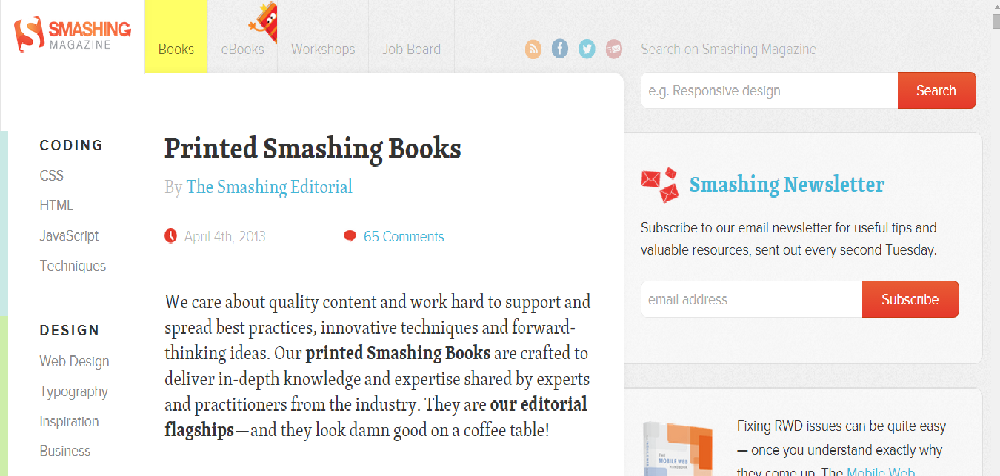 SMASHING
MAGAZINE
Books
eBooks
Workshops
Job Board
Search on Smashing Magazine
e.g. Responsive design
Search
CODING
CSS
HTML
JavaScript
Techniques
DESIGN
Web Design
Typography
Inspiration
Business
Printed Smashing Books
By The Smashing Editorial
April 4th, 2013
65 Comments
We care about quality content and work hard to support and
spread best practices, innovative techniques and forward-
thinking ideas. Our printed Smashing Books are crafted to
deliver in-depth knowledge and expertise shared by experts
and practitioners from the industry. They are our editorial
flagships—and they look damn good on a coffee table!
Smashing Newsletter
Subscribe to our email newsletter for useful tips and
valuable resources, sent out every second Tuesday.
email address
Subscribe
THE
MOBILE WEB
HANDBOOK
Fixing RWD issues can be quite easy
— once you understand exactly why
they come up. The Mobile Web